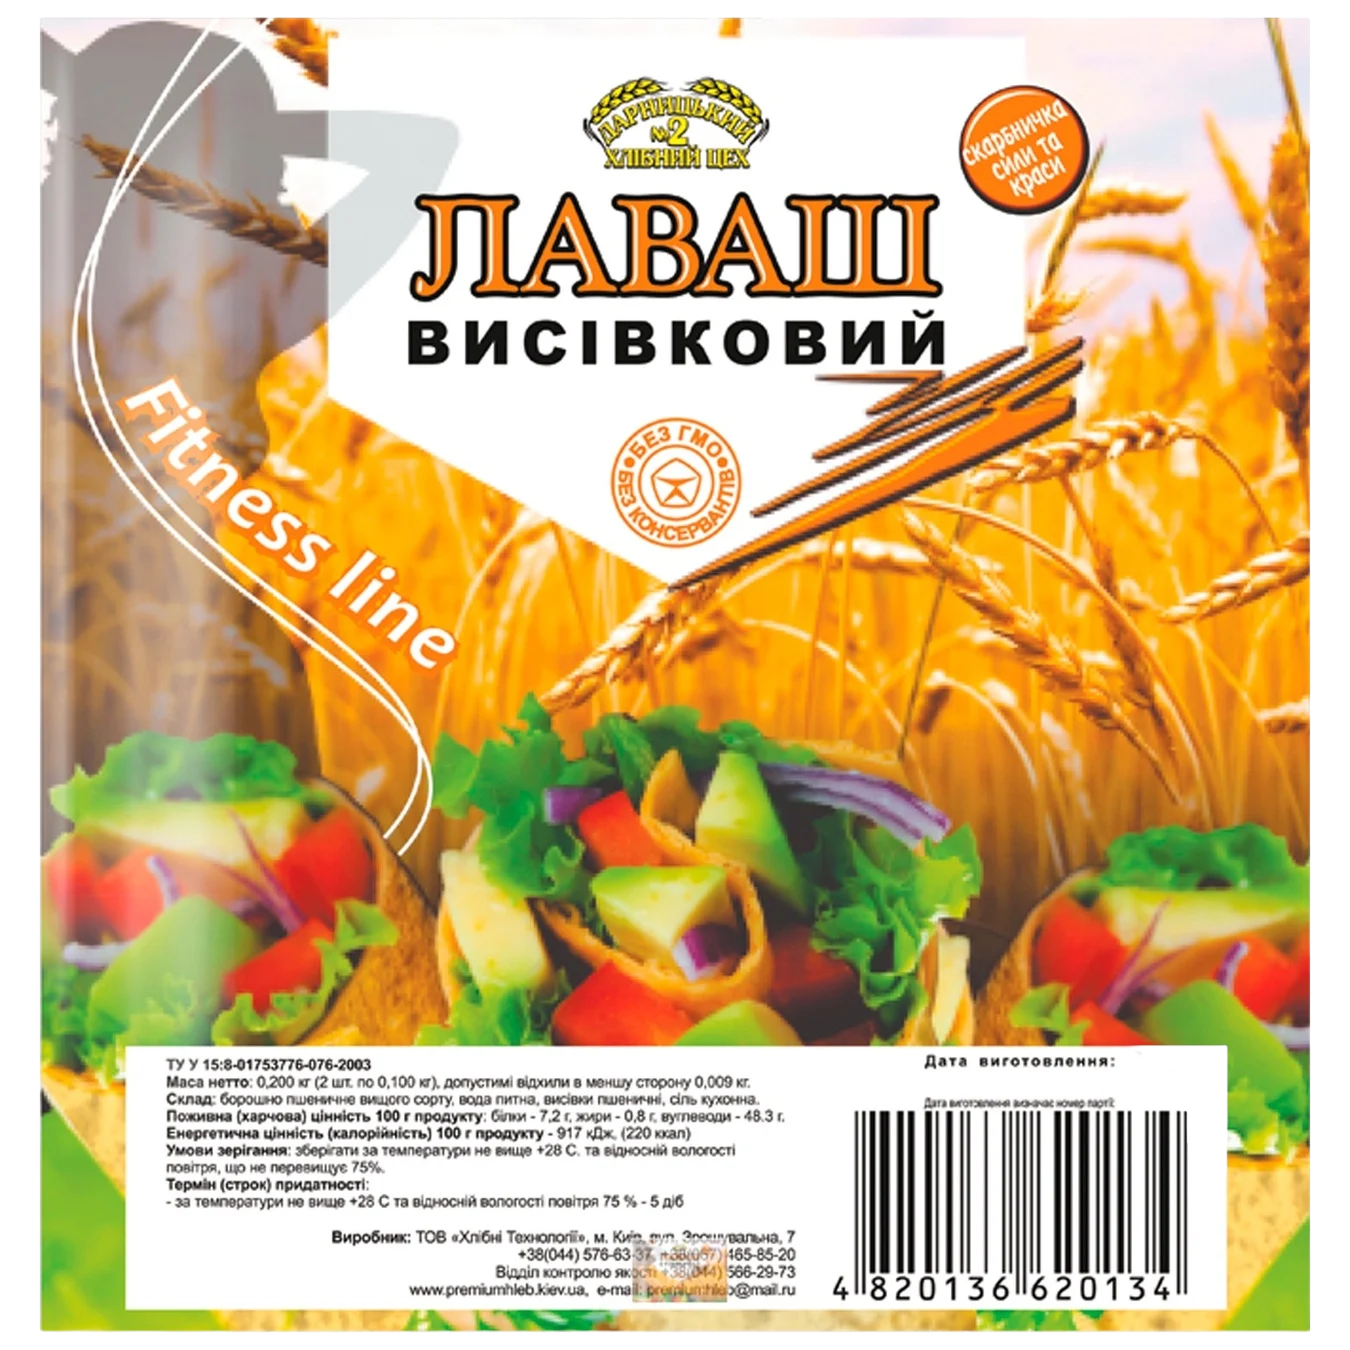 ДАРНИЦЬКИЙ
№2
ХЛІБНИЙ ЦЕХ
скарбничка
сили та
краси
ЛАВАШ
ВИСІВКОВИЙ
БЕЗ ГМО
БЕЗ КОНСЕРВАНТІВ
Fitness line
ТУ У 15:8-01753776-076-2003
Маса нетто: 0,200 кг (2 шт. по 0,100 кг), допустимі відхили в меншу сторону 0,009 кг.
Склад: борошно пшеничне вищого сорту, вода питна, висівки пшеничні, сіль кухонна.
Поживна (харчова) цінність 100 г продукту: білки - 7,2 г, жири - 0,8 г, вуглеводи - 48.3 г.
Енергетична цінність (калорійність) 100 г продукту - 917 кДж, (220 ккал)
Умови зерігання: зберігати за температури не вище +28 С. та відносній вологості
повітря, що не перевищує 75%.
Термін (строк) придатності:
- за температури не вище +28 С та відносній вологості повітря 75 % - 5 діб
Виробник: ТОВ «Хлібні Технології», м. Київ, вул. Зрошувальна, 7
+38(044) 576-63-37, +38(067) 465-85-20
Відділ контролю якості +38(044) 566-29-73
www.premiumhleb.kiev.ua, e-mail: premiumhleb@mail.ru
Дата виготовлення:
Дата виготовлення визначає номер партії:
4 820136 620134